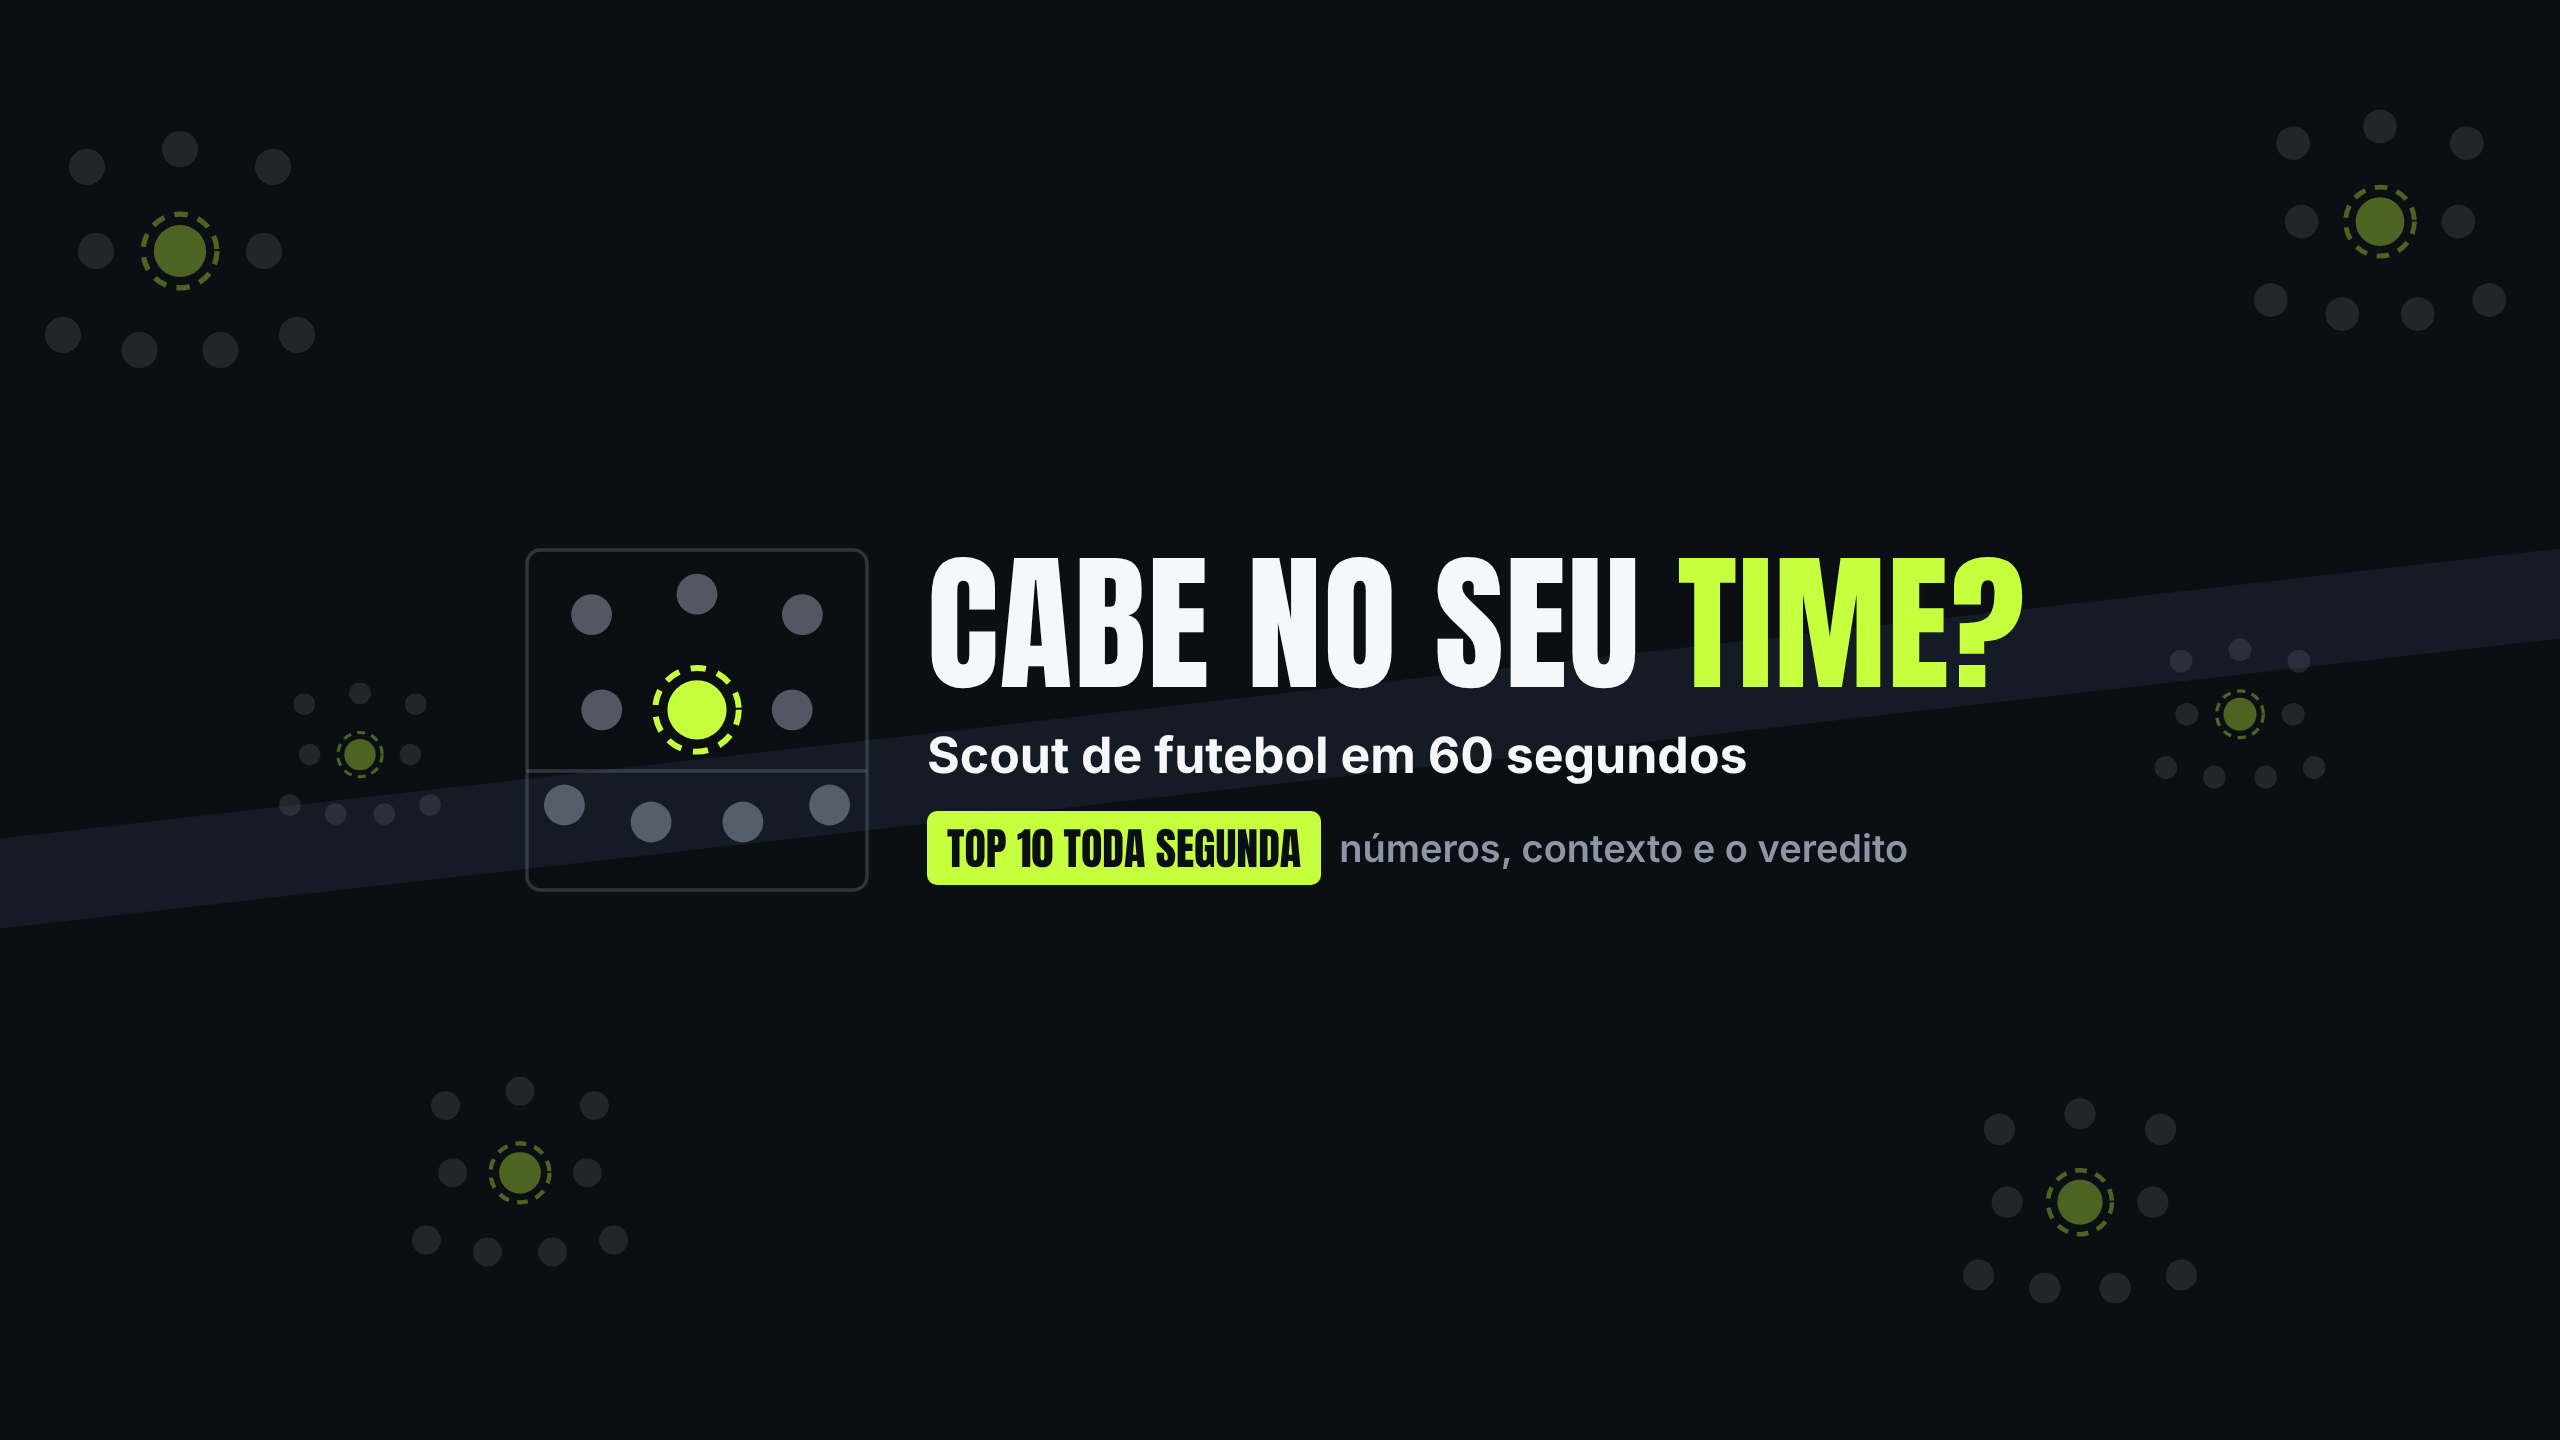 CABE NO SEU TIME?
Scout de futebol em 60 segundos
TOP 10 TODA SEGUNDA números, contexto e o veredito